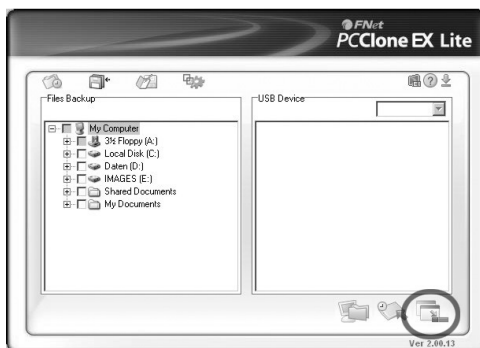 FNet
PCClone EX Lite
Files Backup
USB Device
My Computer
3½ Floppy (A:)
Local Disk (C:)
Daten (D:)
IMAGES (E:)
Shared Documents
My Documents
Ver 2.00.13